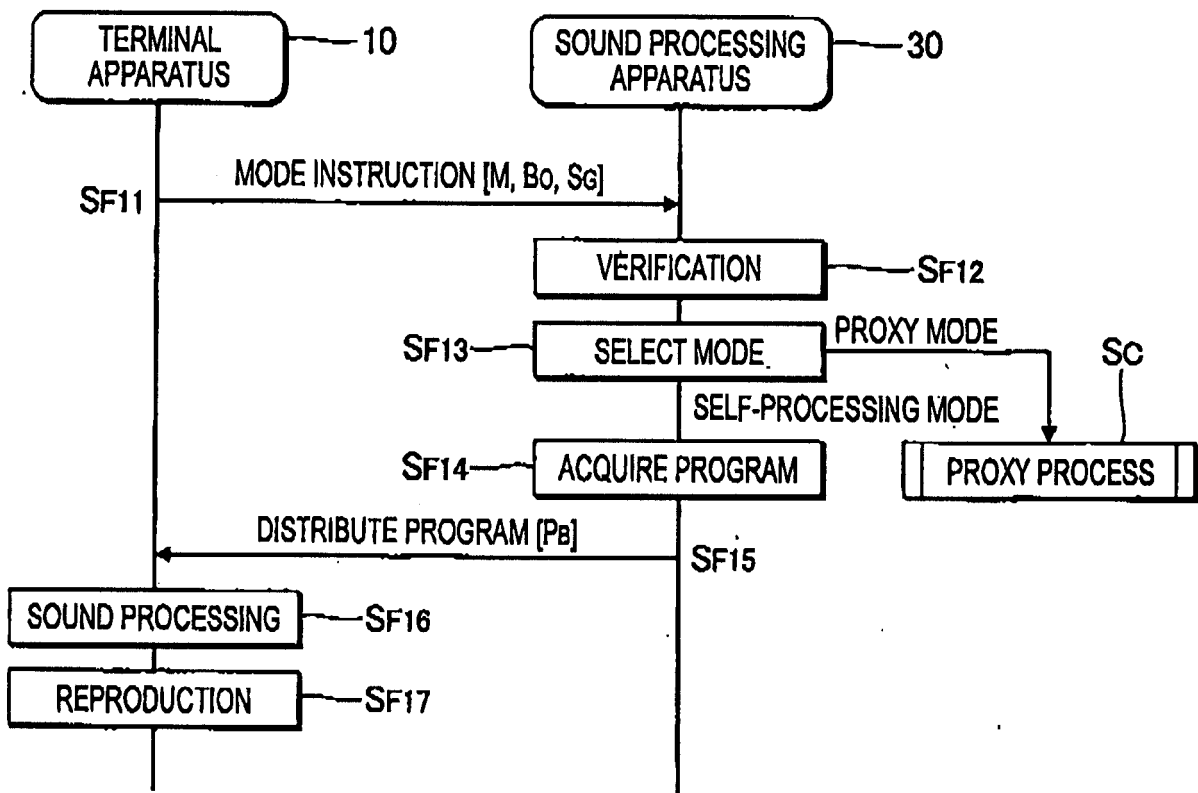 TERMINAL
APPARATUS
10
SOUND PROCESSING
APPARATUS
30
MODE INSTRUCTION [M, BO, SG]
SF11
VERIFICATION
SF12
SF13
SELECT MODE
PROXY MODE
SC
SELF-PROCESSING MODE
SF14
ACQUIRE PROGRAM
PROXY PROCESS
DISTRIBUTE PROGRAM [PB]
SF15
SOUND PROCESSING
SF16
REPRODUCTION
SF17